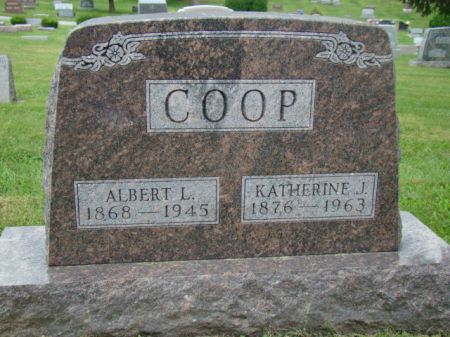 COOP
ALBERT L.
1868 — 1945
KATHERINE J.
1876 — 1963